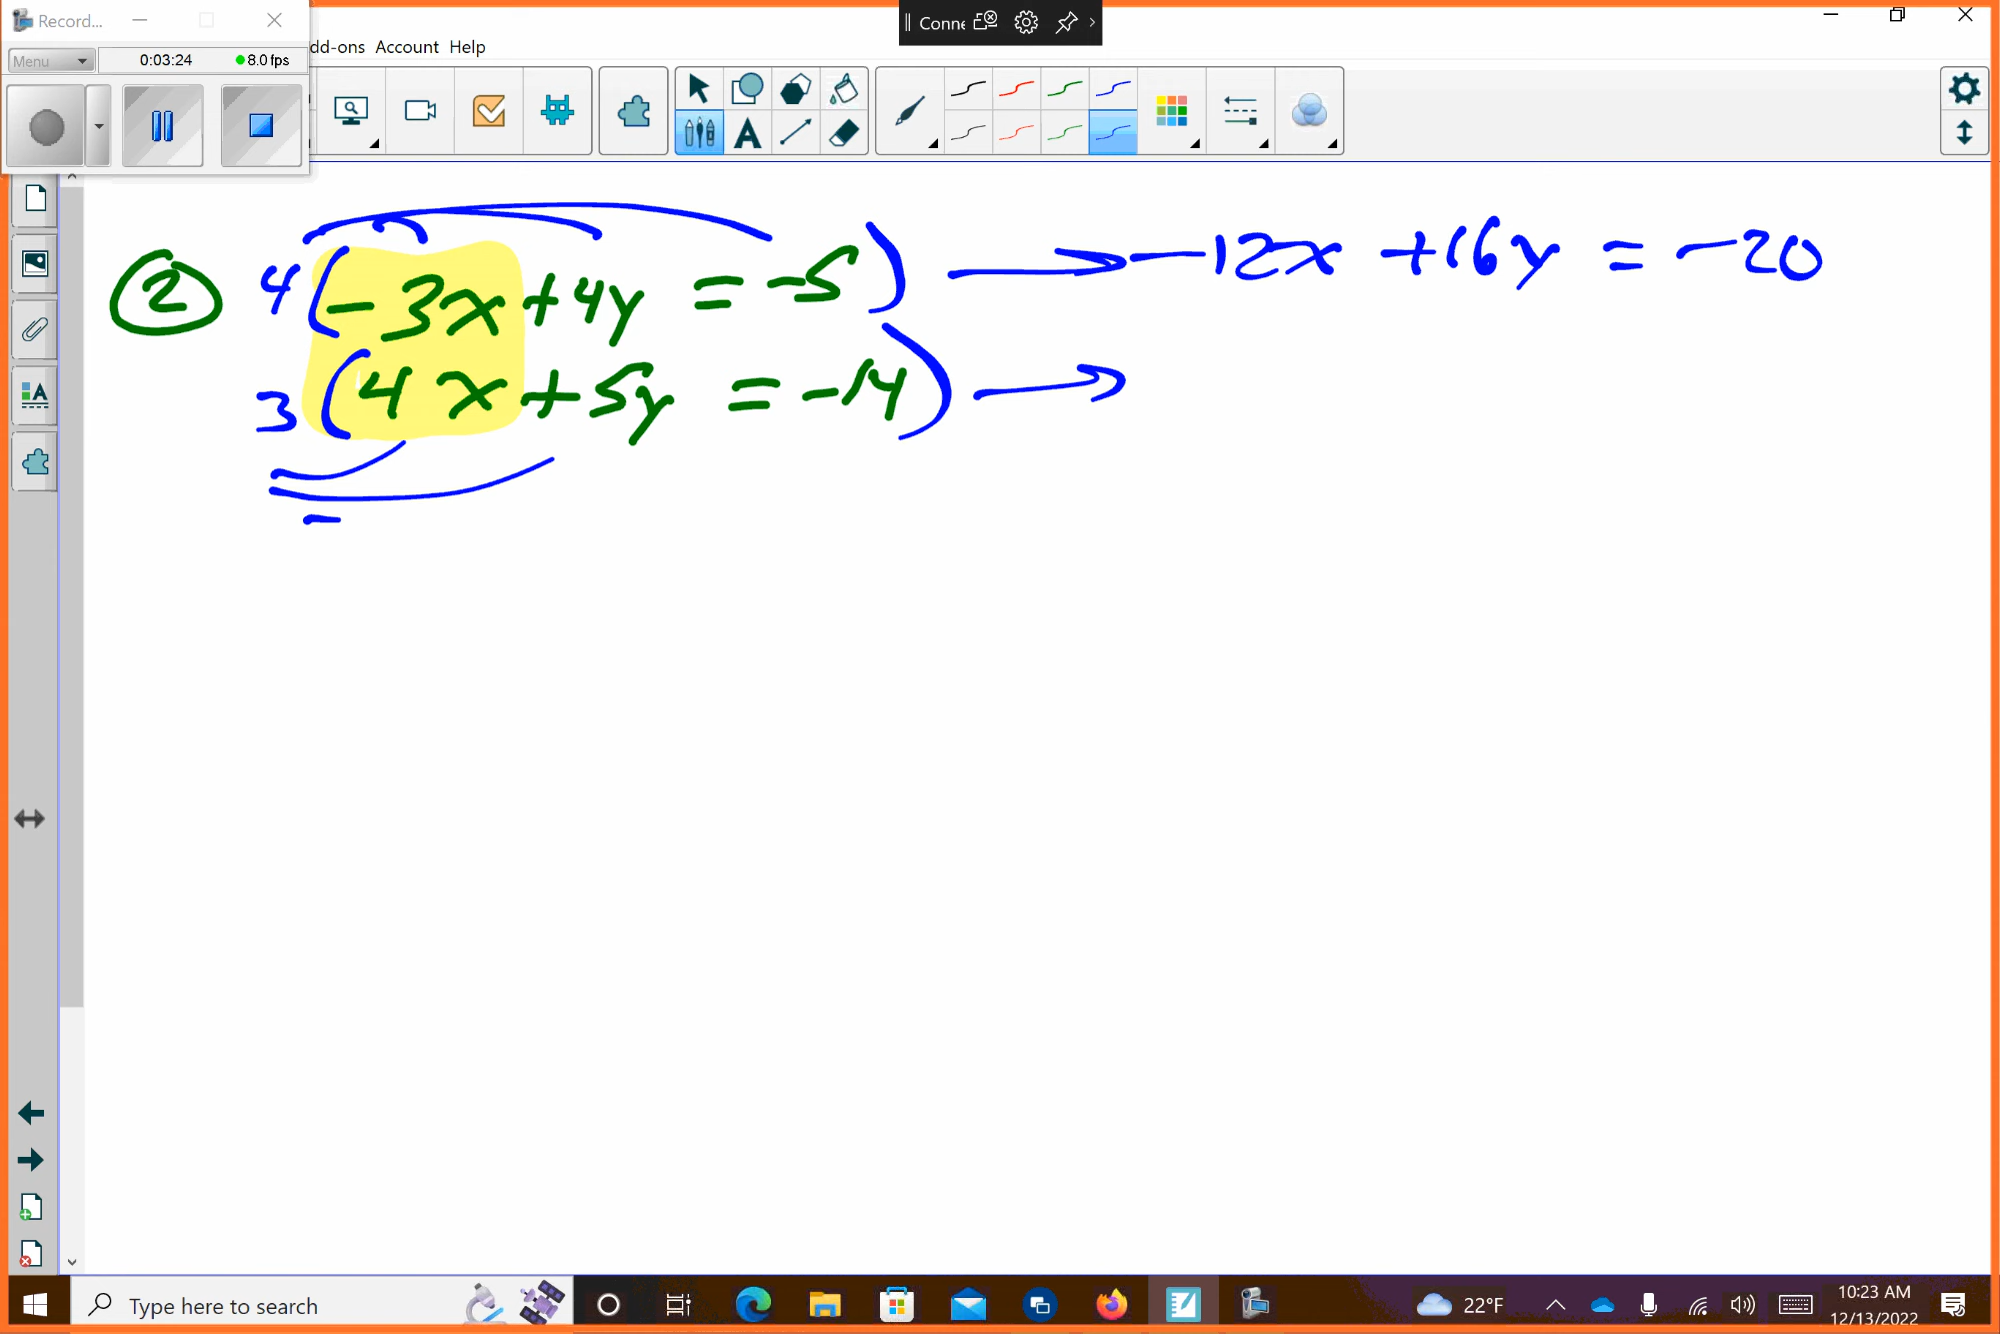 Record...
Conne
Menu
0:03:24
8.0 fps
dd-ons Account Help
A
A
② 4(-3x+4y = -5) → -12x +16y = -20
3(4x+5y = -14) →
Type here to search
22°F
10:23 AM
12/13/2022